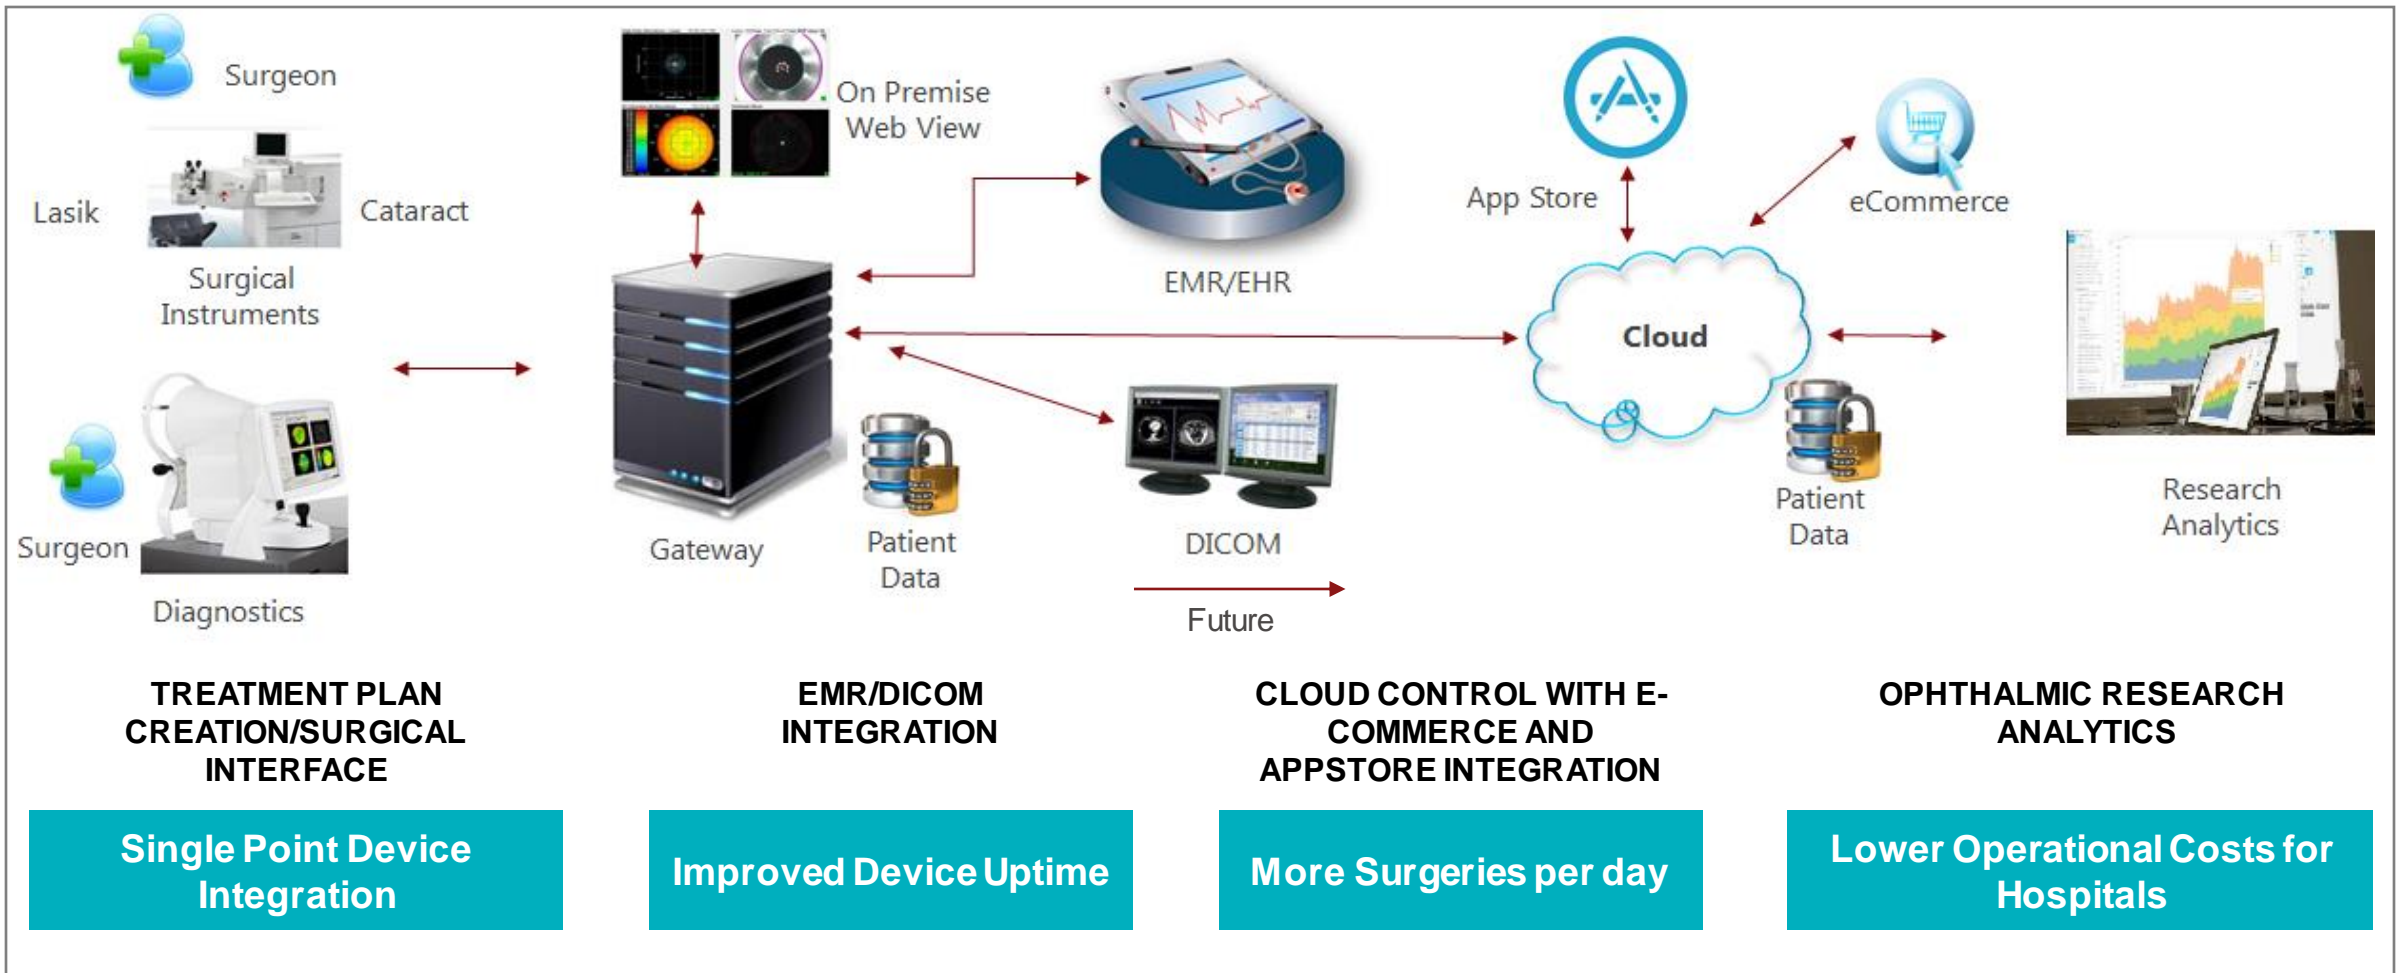 Surgeon
Lasik
Cataract
Surgical
Instruments
Surgeon
Diagnostics
On Premise
Web View
Gateway
Patient
Data
EMR/EHR
DICOM
Future
App Store
eCommerce
Cloud
Patient
Data
Research
Analytics
TREATMENT PLAN
CREATION/SURGICAL
INTERFACE
EMR/DICOM
INTEGRATION
CLOUD CONTROL WITH E-
COMMERCE AND
APPSTORE INTEGRATION
OPHTHALMIC RESEARCH
ANALYTICS
Single Point Device
Integration
Improved Device Uptime
More Surgeries per day
Lower Operational Costs for
Hospitals